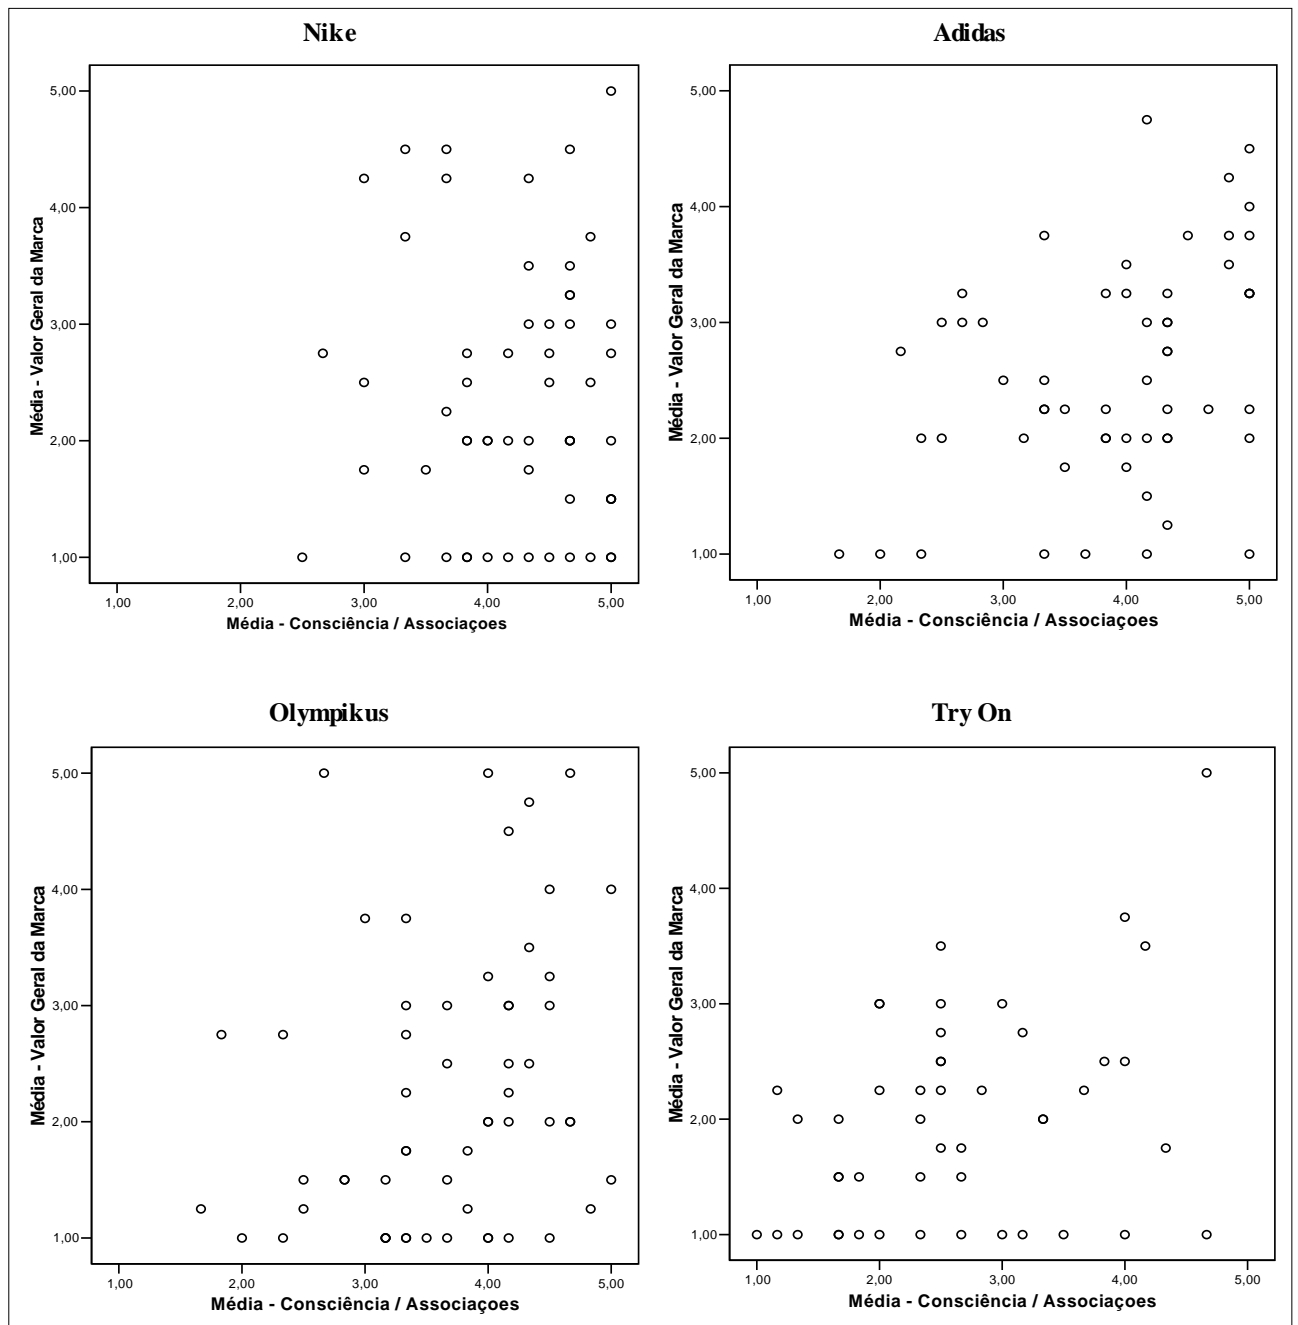 Nike
Média - Valor Geral da Marca
5,00
4,00
3,00
2,00
1,00
1,00 2,00 3,00 4,00 5,00
Média - Consciência / Associaçoes
Adidas
Média - Valor Geral da Marca
5,00
4,00
3,00
2,00
1,00
1,00 2,00 3,00 4,00 5,00
Média - Consciência / Associaçoes
Olympikus
Média - Valor Geral da Marca
5,00
4,00
3,00
2,00
1,00
1,00 2,00 3,00 4,00 5,00
Média - Consciência / Associaçoes
Try On
Média - Valor Geral da Marca
5,00
4,00
3,00
2,00
1,00
1,00 2,00 3,00 4,00 5,00
Média - Consciência / Associaçoes